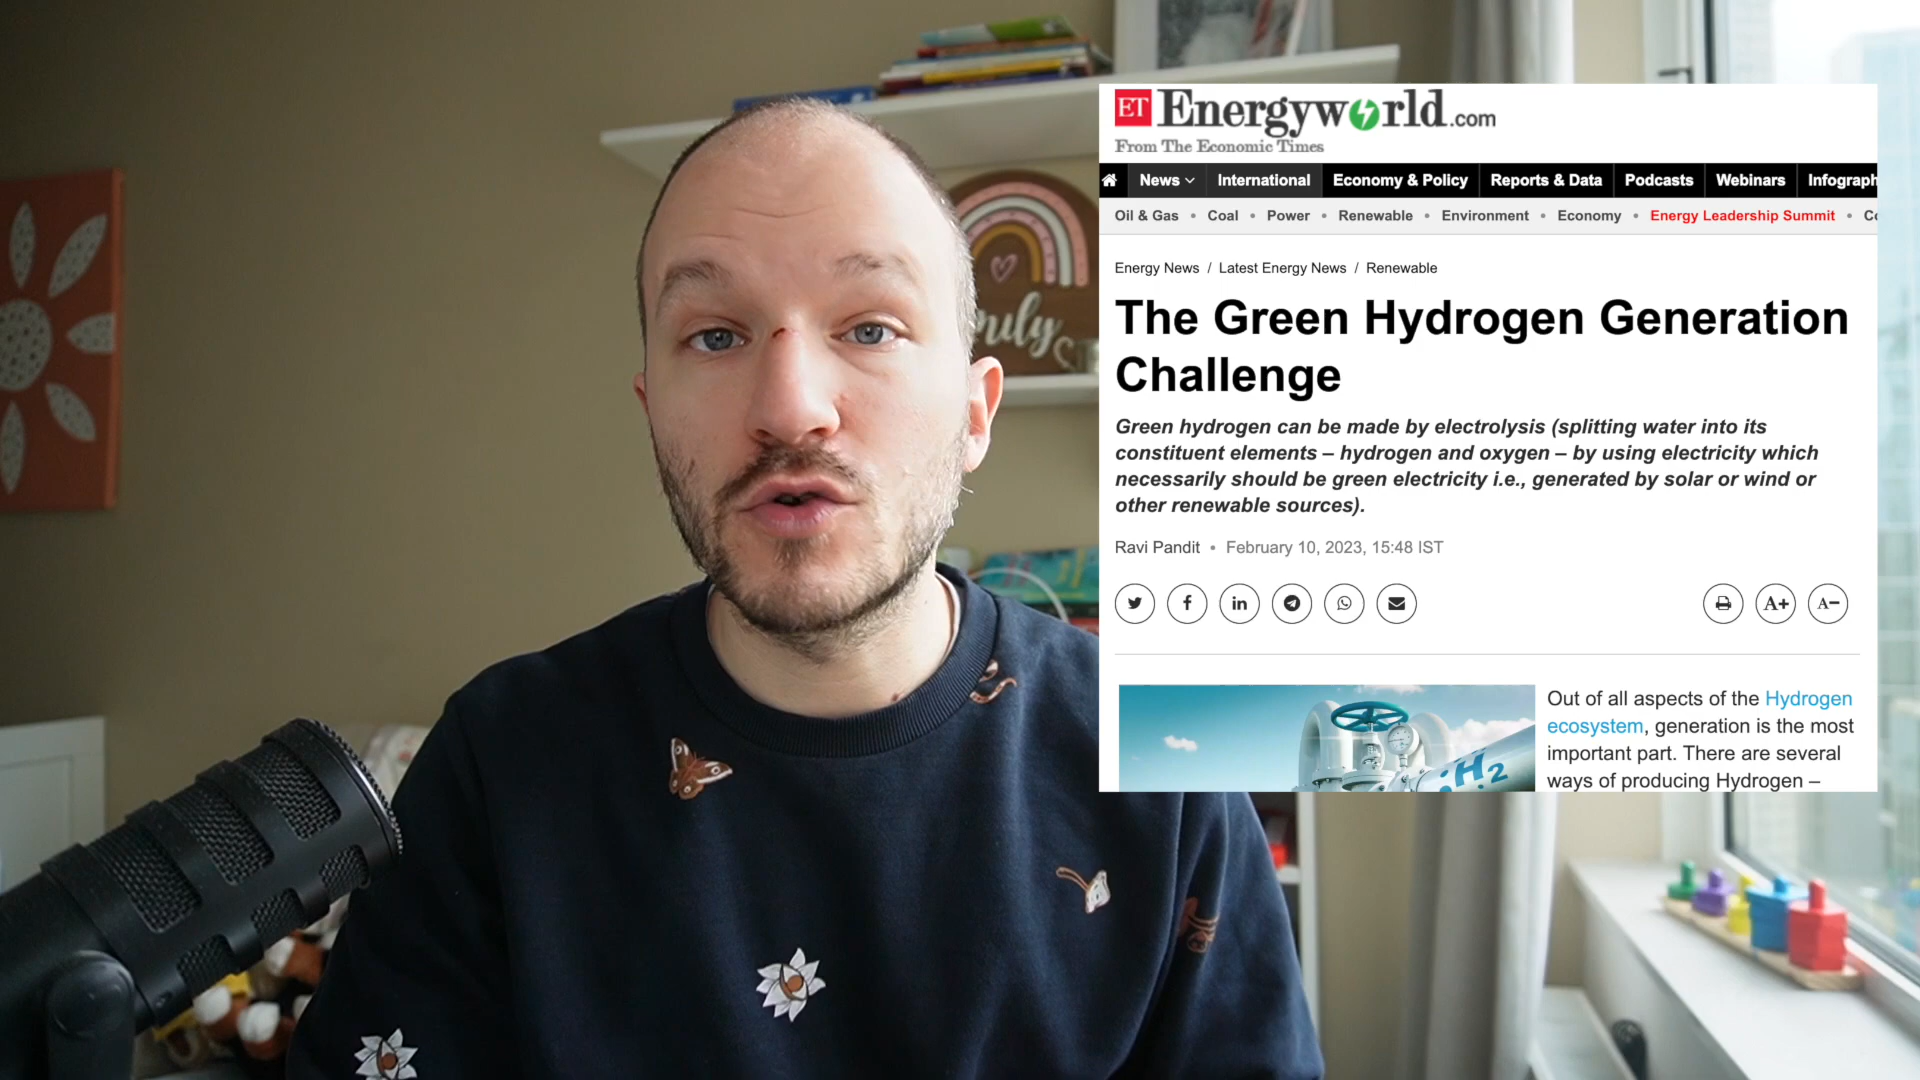 ET Energyworld.com
From The Economic Times
News International Economy & Policy Reports & Data Podcasts Webinars
Oil & Gas • Coal • Power • Renewable • Environment • Economy • Energy Leadership Summit •
Energy News / Latest Energy News / Renewable
The Green Hydrogen Generation
Challenge
Green hydrogen can be made by electrolysis (splitting water into its
constituent elements – hydrogen and oxygen – by using electricity which
necessarily should be green electricity i.e., generated by solar or wind or
other renewable sources).
Ravi Pandit • February 10, 2023, 15:48 IST
A+ A-
Out of all aspects of the Hydrogen
ecosystem, generation is the most
important part. There are several
ways of producing Hydrogen –
H2